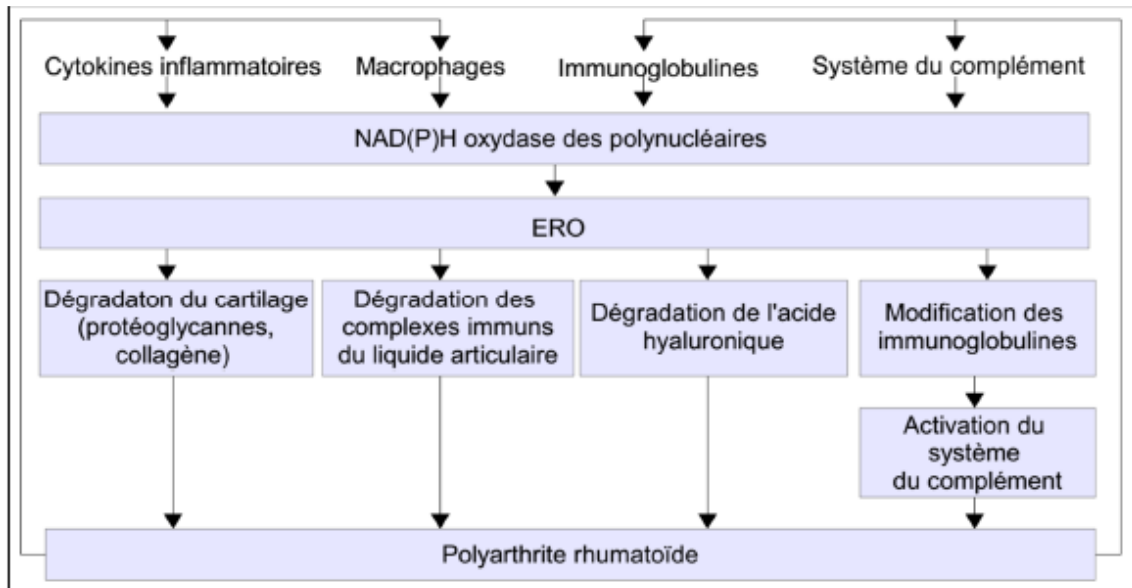 Cytokines inflammatoires
Macrophages
Immunoglobulines
Système du complément
NAD(P)H oxydase des polynucléaires
ERO
Dégradaton du cartilage
(protéoglycannes,
collagène)
Dégradation des
complexes immuns
du liquide articulaire
Dégradation de l'acide
hyaluronique
Modification des
immunoglobulines
Activation du
système
du complément
Polyarthrite rhumatoïde